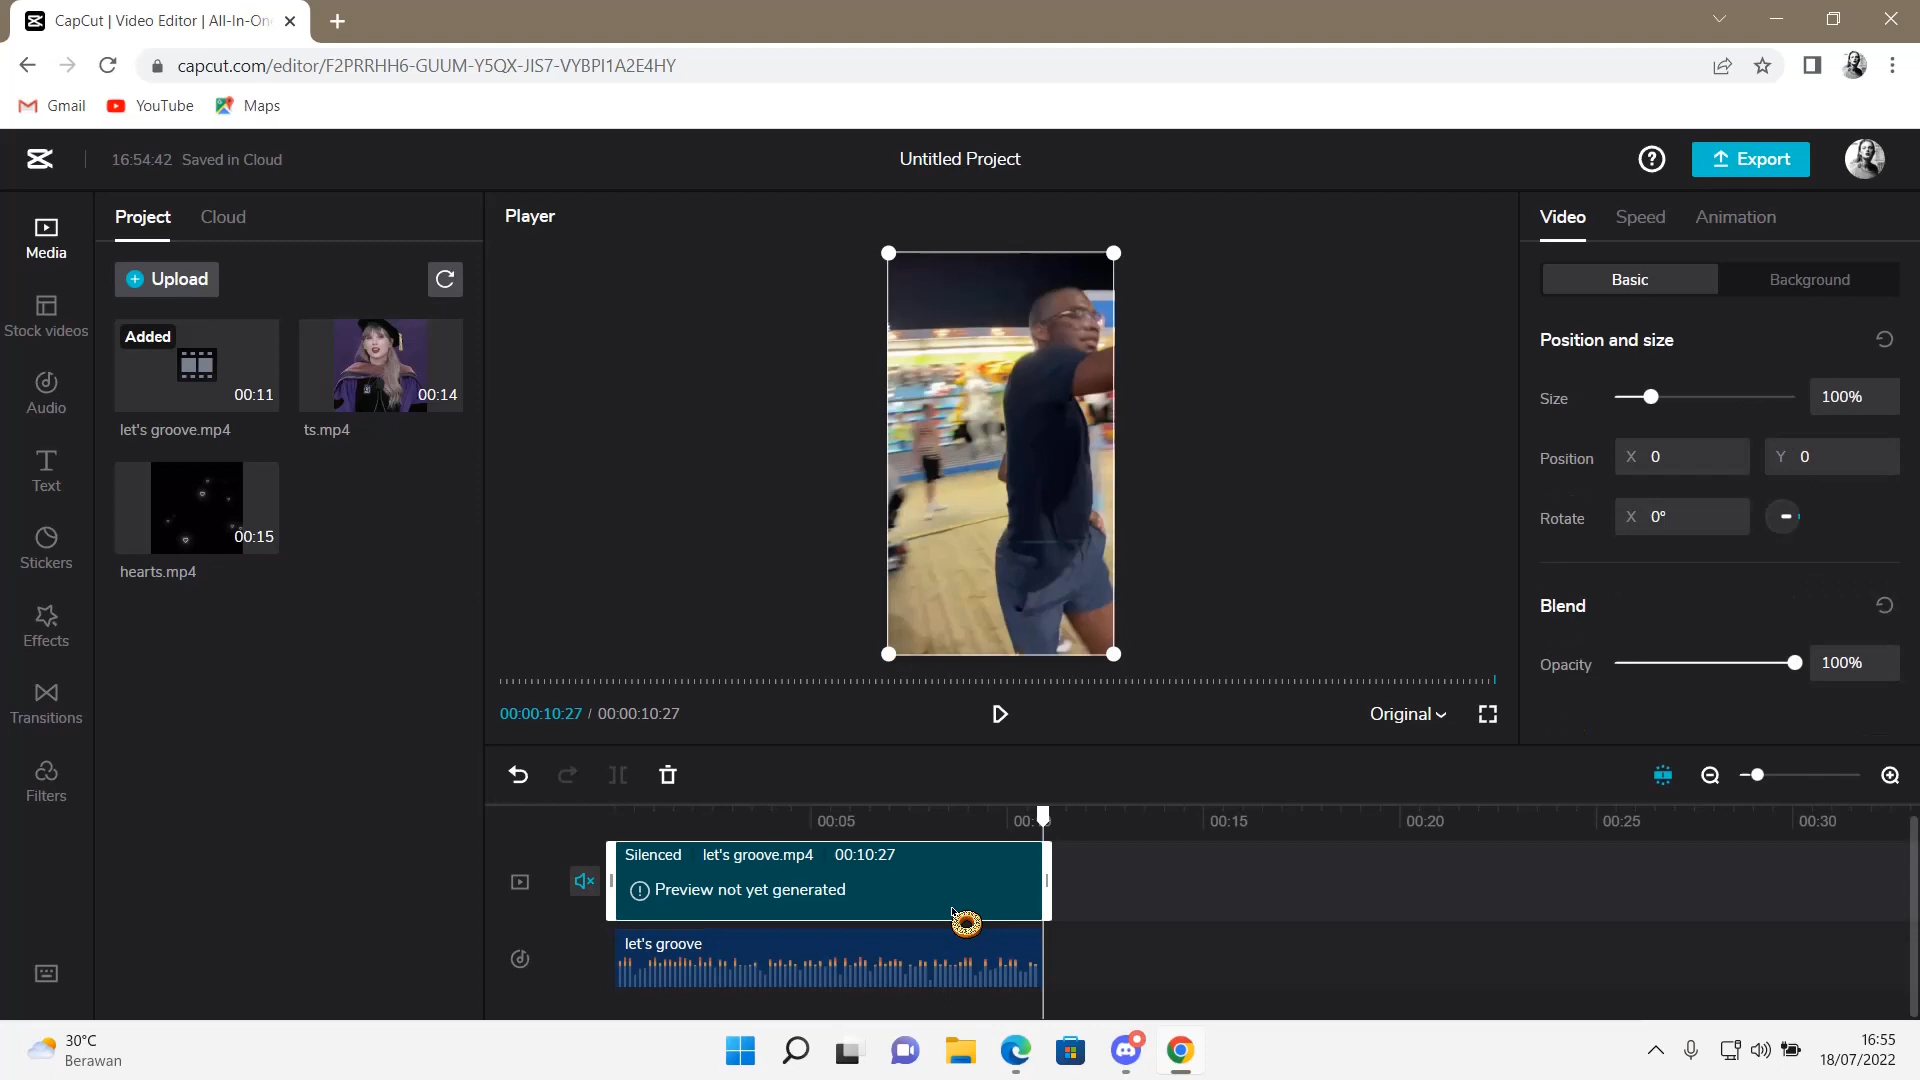 CapCut | Video Editor | All-In-On
capcut.com/editor/F2PRRHH6-GUUM-Y5QX-JIS7-VYBPI1A2E4HY
Gmail YouTube Maps
16:54:42 Saved in Cloud
Untitled Project
Export
Media
Stock videos
Audio
Text
Stickers
Effects
Transitions
Filters
Project Cloud
Upload
Added
00:11
let's groove.mp4
00:14
ts.mp4
00:15
hearts.mp4
Player
00:00:10:27 / 00:00:10:27
Original
Video Speed Animation
Basic Background
Position and size
Size 100%
Position X 0 Y 0
Rotate X 0°
Blend
Opacity 100%
00:05 00:15 00:20 00:25 00:30
Silenced let's groove.mp4 00:10:27
Preview not yet generated
let's groove
30°C
Berawan
16:55
18/07/2022